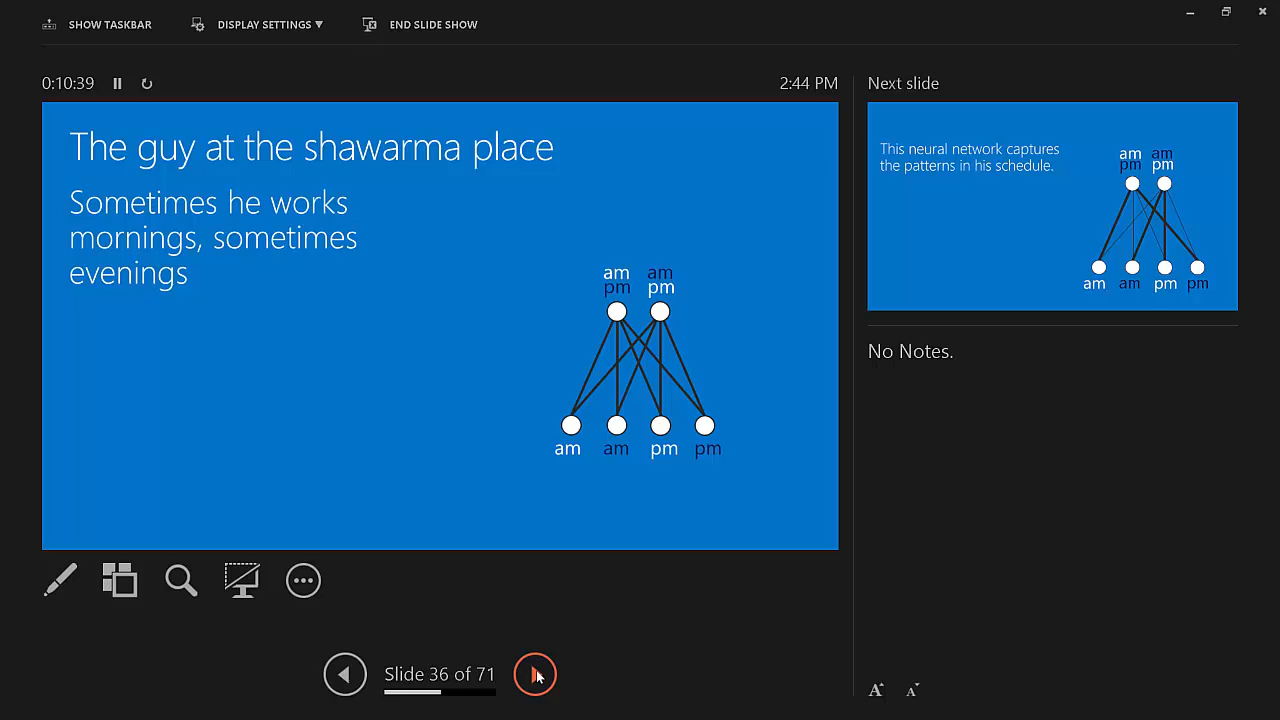 SHOW TASKBAR DISPLAY SETTINGS ▼ END SLIDE SHOW
0:10:39 2:44 PM
The guy at the shawarma place
Sometimes he works
mornings, sometimes
evenings
am am
pm pm
am am pm pm
Slide 36 of 71
Next slide
This neural network captures
the patterns in his schedule.
am am
pm pm
am am pm pm
No Notes.
A A